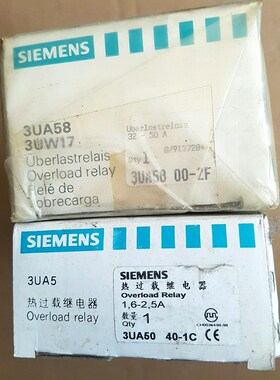 SIEMENS
3UA58
3UW17
Überlastrelais
Overload relay
Relé de
sobrecarga
Überlastrelais
32 - 50 A
Qty 1
3UA58 00-2F
SIEMENS
3UA5
热过载继电器
Overload relay
SIEMENS
热过载继电器
Overload Relay
1,6-2,5A
数量 1
Qty
3UA50 40-1C
CE